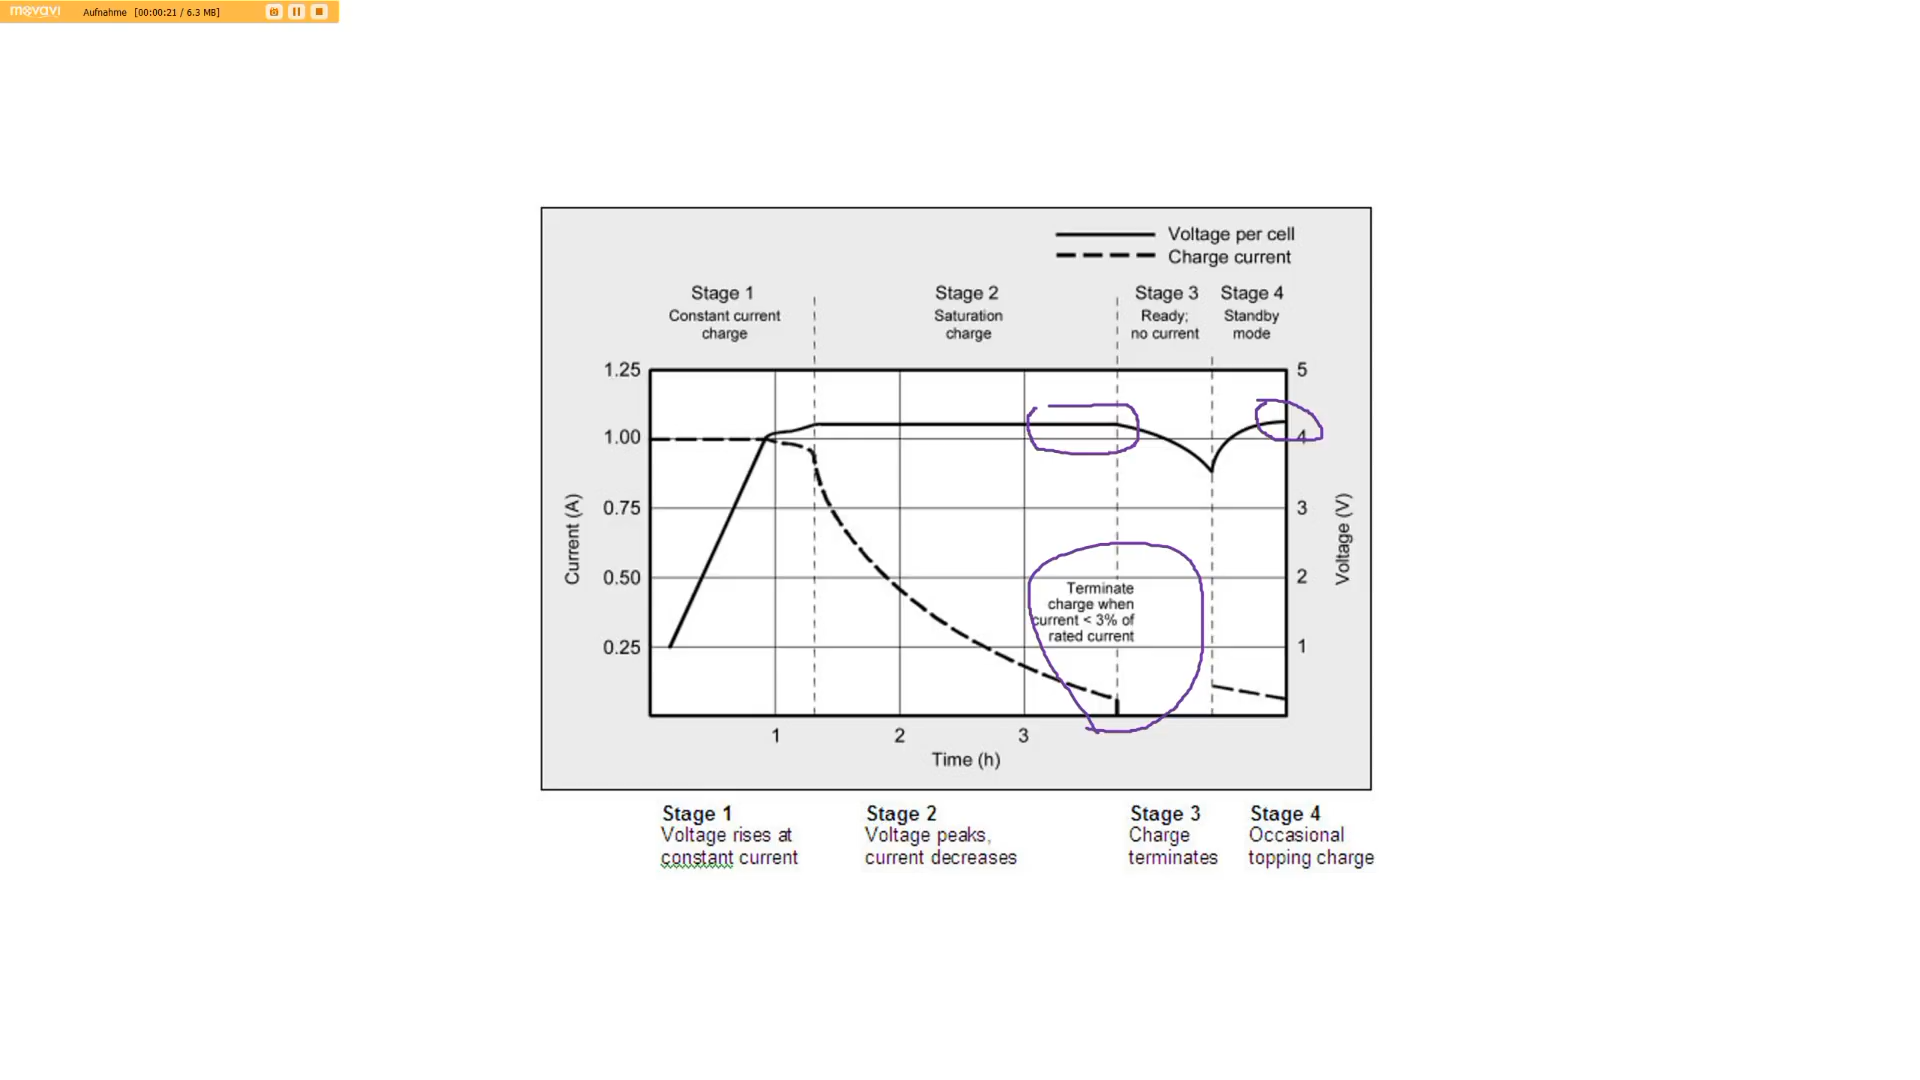 movavi
Aufnahme [00:00:21 / 6.3 MB]
Voltage per cell
Charge current
Stage 1
Constant current
charge
Stage 2
Saturation
charge
Stage 3
Ready;
no current
Stage 4
Standby
mode
1.25
1.00
0.75
0.50
0.25
Current (A)
5
4
3
2
1
Voltage (V)
Terminate
charge when
current < 3% of
rated current
1
2
3
Time (h)
Stage 1
Voltage rises at
constant current
Stage 2
Voltage peaks,
current decreases
Stage 3
Charge
terminates
Stage 4
Occasional
topping charge